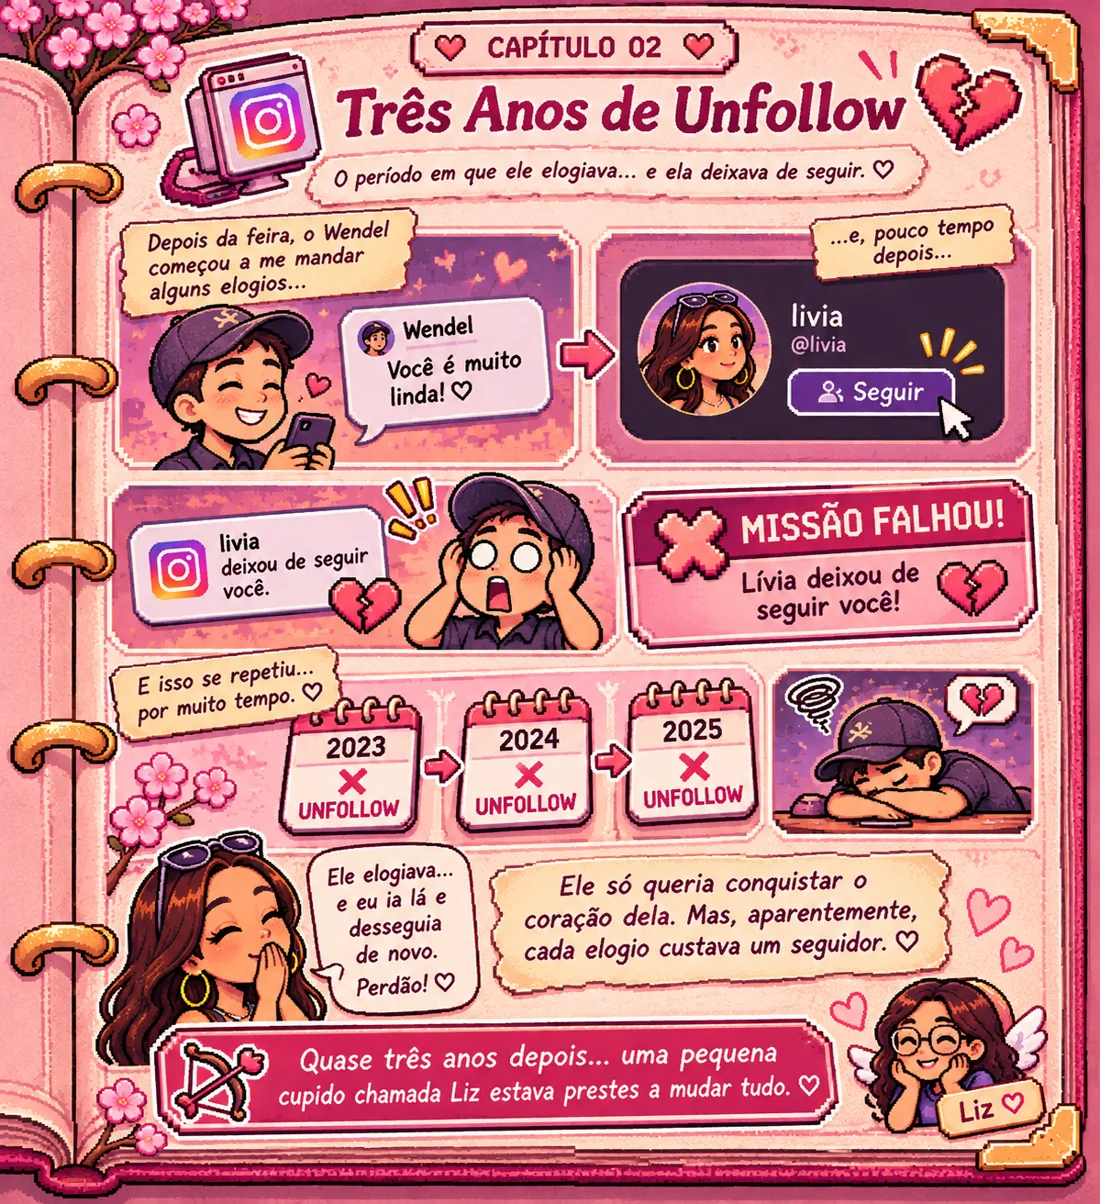 CAPÍTULO 02
Três Anos de Unfollow
O período em que ele elogiava... e ela deixava de seguir. ♡
Depois da feira, o Wendel
começou a me mandar
alguns elogios...
Wendel
Você é muito
linda! ♡
...e, pouco tempo
depois...
livia
@livia
Seguir
livia
deixou de seguir
você.
MISSÃO FALHOU!
Lívia deixou de
seguir você!
E isso se repetiu...
por muito tempo. ♡
2023
UNFOLLOW
2024
UNFOLLOW
2025
UNFOLLOW
Ele elogiava...
e eu ia lá e
desseguia
de novo.
Perdão! ♡
Ele só queria conquistar o
coração dela. Mas, aparentemente,
cada elogio custava um seguidor. ♡
Quase três anos depois... uma pequena
cupido chamada Liz estava prestes a mudar tudo. ♡
Liz ♡